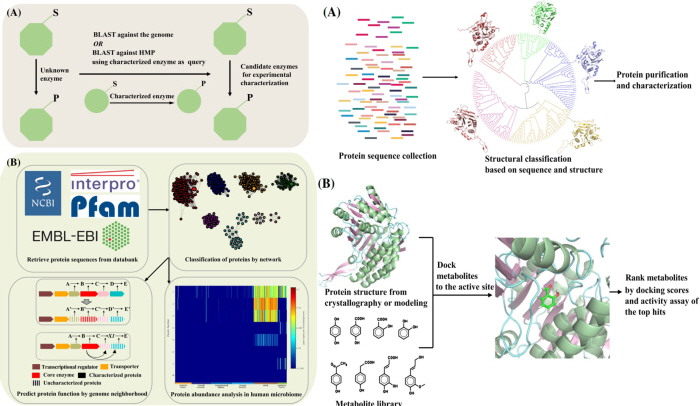 (A)
S
S
BLAST against the genome
OR
BLAST against HMP
using characterized enzyme as query
Unknown
enzyme
Candidate enzymes
for experimental
characterization
S
P
Characterized enzyme
P
P
(B)
NCBI
interpro
Pfam
EMBL-EBI
Retrieve protein sequences from databank
Classification of proteins by network
A B C D E
A' B' C' D' E'
A B C X? E
Transcriptional regulator
Transporter
Core enzyme
Characterized protein
Uncharacterized protein
Predict protein function by genome neighborhood
Protein abundance analysis in human microbiome
(A)
Protein sequence collection
Structural classification
based on sequence and structure
Protein purification
and characterization
(B)
Protein structure from
crystallography or modeling
Dock
metabolites
to the active site
Rank metabolites
by docking scores
and activity assay of
the top hits
Metabolite library